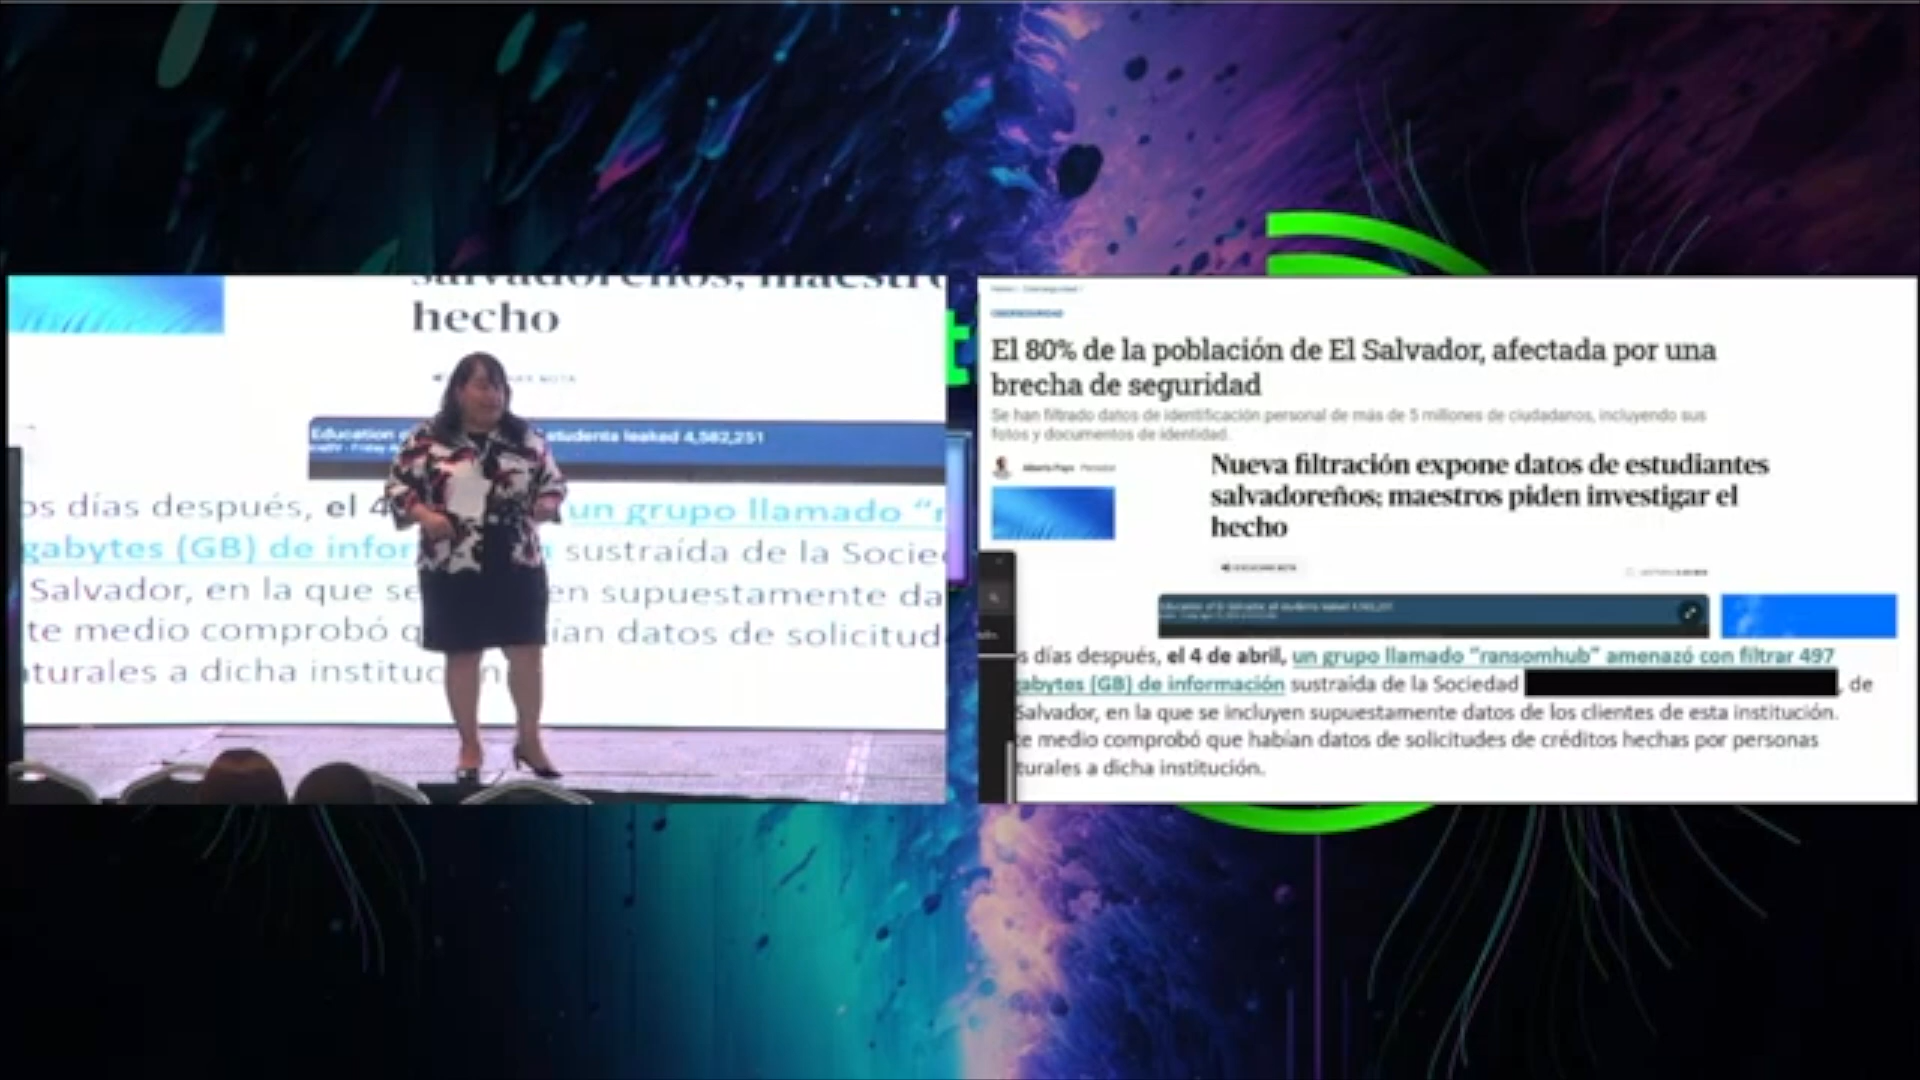 hecho
Education
students leaked 4,582,251
os días después, el 4
un grupo llamado
gabytes (GB) de infor
sustraída de la Socie
Salvador, en la que se
en supuestamente da
te medio comprobó
ían datos de solicitud
aturales a dicha instituc
CIBERSEGURIDAD
El 80% de la población de El Salvador, afectada por una
brecha de seguridad
Se han filtrado datos de identificación personal de más de 5 millones de ciudadanos, incluyendo sus
fotos y documentos de identidad.
Nueva filtración expone datos de estudiantes
salvadoreños; maestros piden investigar el
hecho
s días después, el 4 de abril, un grupo llamado "ransomhub" amenazó con filtrar 497
abytes (GB) de información sustraída de la Sociedad , de
Salvador, en la que se incluyen supuestamente datos de los clientes de esta institución.
e medio comprobó que habían datos de solicitudes de créditos hechas por personas
turales a dicha institución.